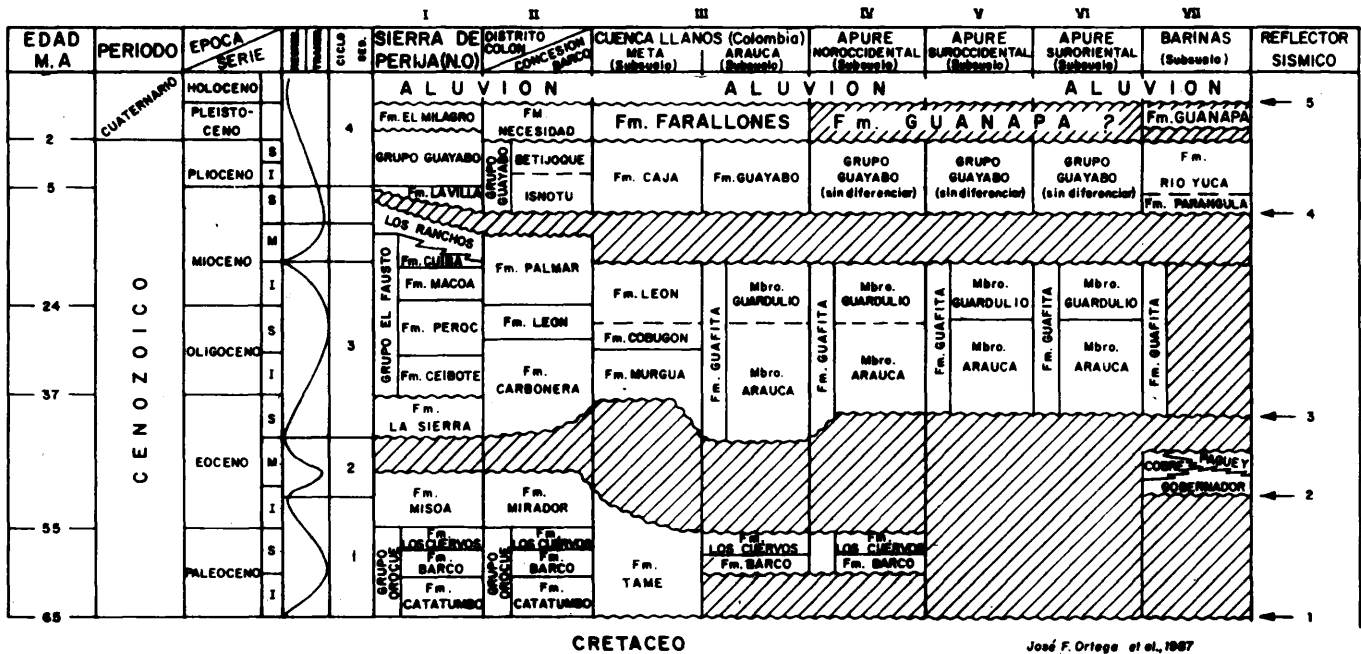 I II III IV V VI VII
EDAD M.A PERIODO EPOCA SERIE CICLO SED. SIERRA DE PERIJA (N.O) DISTRITO COLON CONCESION BARCO CUENCA LLANOS (Colombia) META (Subsuelo) ARAUCA (Subsuelo) APURE NOROCCIDENTAL (Subsuelo) APURE SUROCCIDENTAL (Subsuelo) APURE SURORIENTAL (Subsuelo) BARINAS (Subsuelo) REFLECTOR SISMICO
CUATERNARIO HOLOCENO ALUVION ALUVION ALUVION 5
PLEISTO-CENO 4 Fm. EL MILAGRO FM NECESIDAD Fm. FARALLONES Fm. GUANAPA ? Fm. GUANAPA
2
PLIOCENO S I GRUPO GUAYABO GRUPO GUAYABO BETIJOQUE ISNOTU Fm. CAJA Fm. GUAYABO GRUPO GUAYABO (sin diferenciar) GRUPO GUAYABO (sin diferenciar) GRUPO GUAYABO (sin diferenciar) Fm. RIO YUCA
5
S Fm. LA VILLA Fm. PARANGULA 4
CENOZOICO
MIOCENO M LOS RANCHOS
GRUPO EL FAUSTO Fm. CUIBA Fm. PALMAR
I Fm. MACOA Fm. LEON Fm. GUAFITA Mbro. GUARDULIO Fm. GUAFITA Mbro. GUARDULIO Fm. GUAFITA Mbro. GUARDULIO Fm. GUAFITA Mbro. GUARDULIO Fm. GUAFITA
24
OLIGOCENO S 3 Fm. PEROC Fm. LEON Fm. COBUGON
I Fm. CEIBOTE Fm. CARBONERA Fm. MURGUA Mbro. ARAUCA Mbro. ARAUCA Mbro. ARAUCA Mbro. ARAUCA
37
S Fm. LA SIERRA 3
EOCENO M 2 COBRE PAGUEY
GOBERNADOR 2
I Fm. MISOA Fm. MIRADOR
55
PALEOCENO S 1 GRUPO OROCUE Fm. LOS CUERVOS GRUPO OROCUE Fm. LOS CUERVOS Fm. TAME Fm. LOS CUERVOS Fm. LOS CUERVOS
Fm. BARCO Fm. BARCO Fm. BARCO Fm. BARCO
I Fm. CATATUMBO Fm. CATATUMBO
65 1
CRETACEO
José F. Ortega et al., 1987